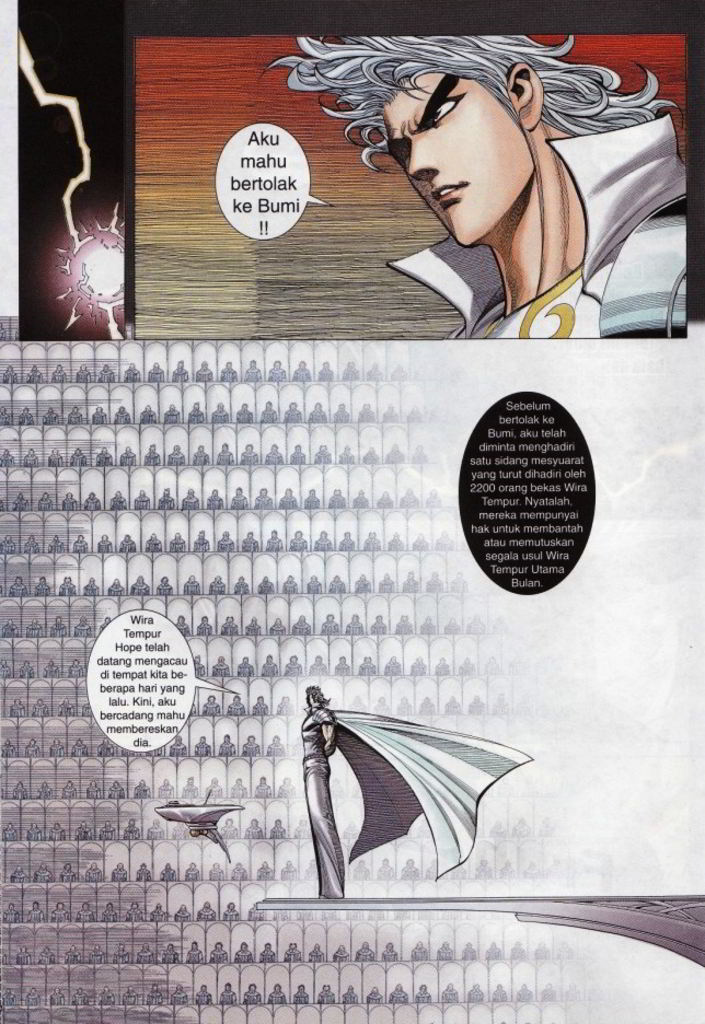 Aku
mahu
bertolak
ke Bumi
!!
Sebelum
bertolak ke
Bumi, aku telah
diminta menghadiri
satu sidang mesyuarat
yang turut dihadiri oleh
2200 orang bekas Wira
Tempur. Nyatalah,
mereka mempunyai
hak untuk membantah
atau memutuskan
segala usul Wira
Tempur Utama
Bulan.
Wira
Tempur
Hope telah
datang mengacau
di tempat kita be-
berapa hari yang
lalu. Kini, aku
bercadang mahu
membereskan
dia.